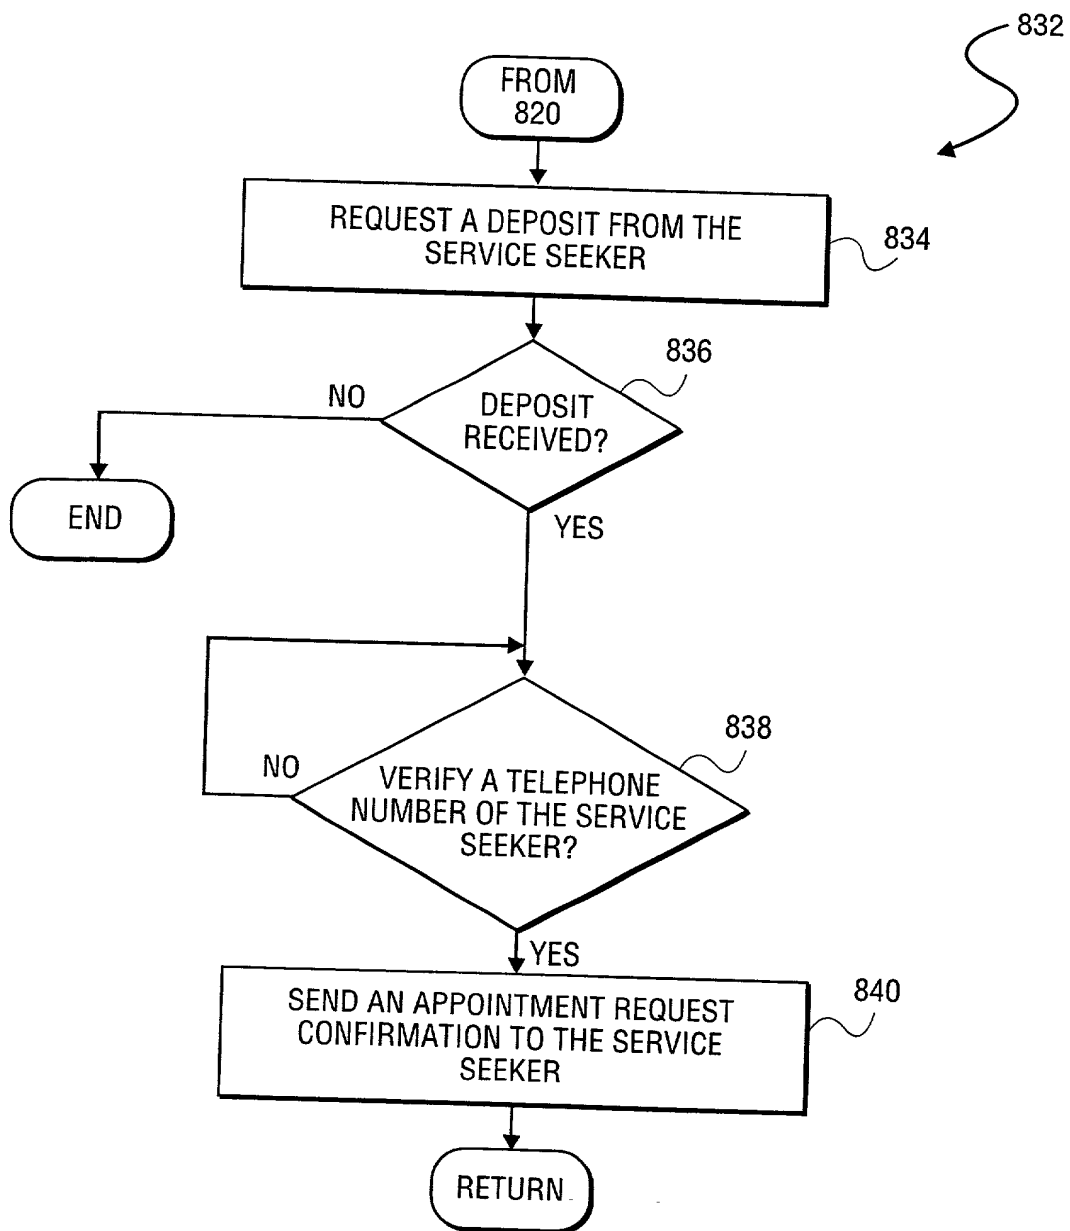 832
FROM
820
REQUEST A DEPOSIT FROM THE
SERVICE SEEKER
834
836
NO
DEPOSIT
RECEIVED?
END
YES
838
NO
VERIFY A TELEPHONE
NUMBER OF THE SERVICE
SEEKER?
YES
840
SEND AN APPOINTMENT REQUEST
CONFIRMATION TO THE SERVICE
SEEKER
RETURN